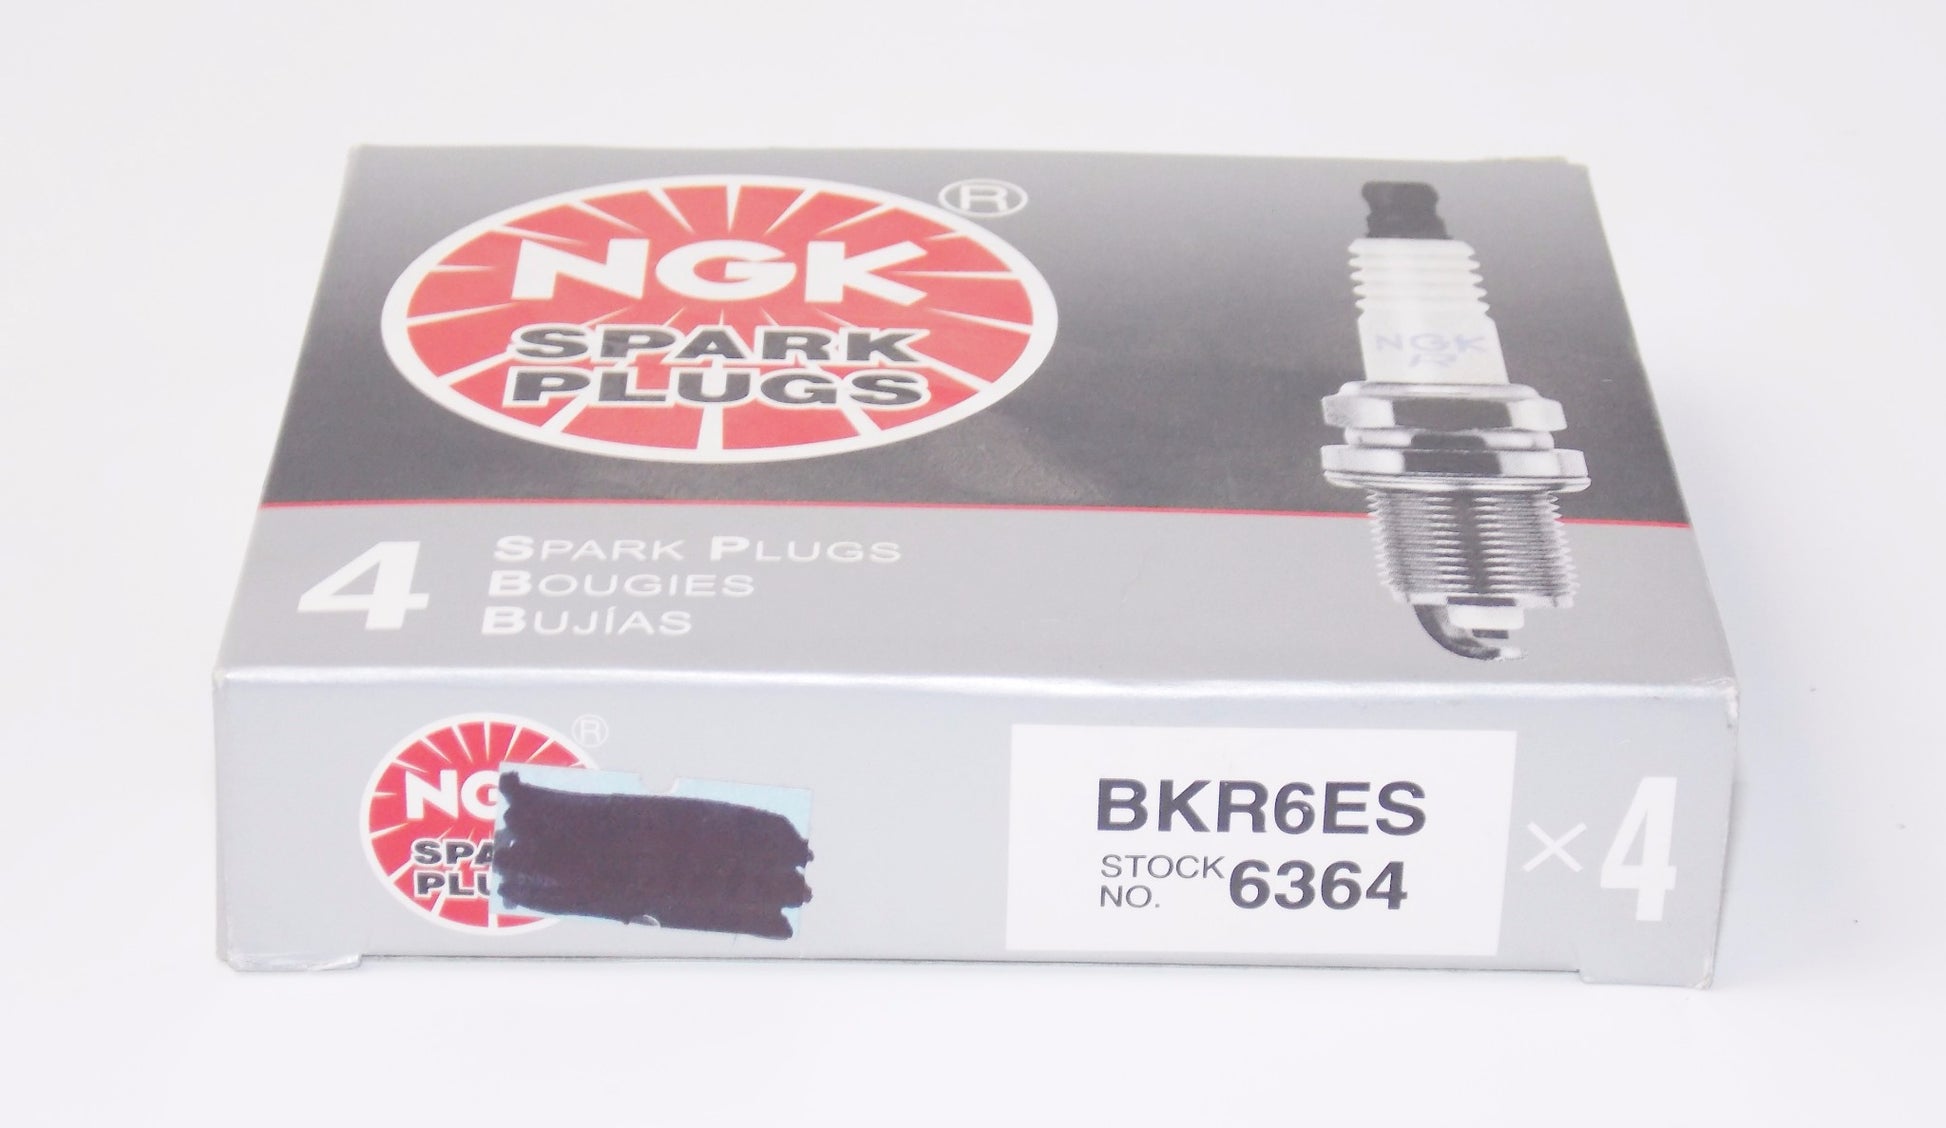 NGK
SPARK
PLUGS
®
NGK
R
4
SPARK PLUGS
BOUGIES
BUJÍAS
®
BKR6ES
STOCK NO. 6364
×4